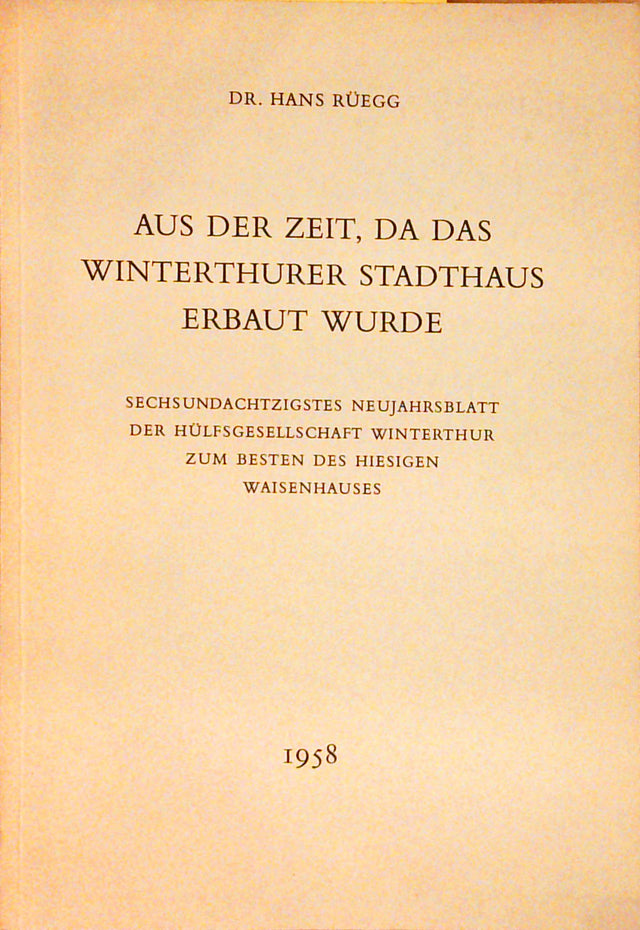 DR. HANS RÜEGG
AUS DER ZEIT, DA DAS
WINTERTHURER STADTHAUS
ERBAUT WURDE
SECHSUNDACHTZIGSTES NEUJAHRSBLATT
DER HÜLFSGESELLSCHAFT WINTERTHUR
ZUM BESTEN DES HIESIGEN
WAISENHAUSES
1958